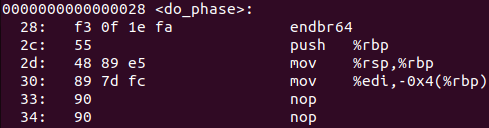 0000000000000028 <do_phase>:
28: f3 0f 1e fa endbr64
2c: 55 push %rbp
2d: 48 89 e5 mov %rsp,%rbp
30: 89 7d fc mov %edi,-0x4(%rbp)
33: 90 nop
34: 90 nop